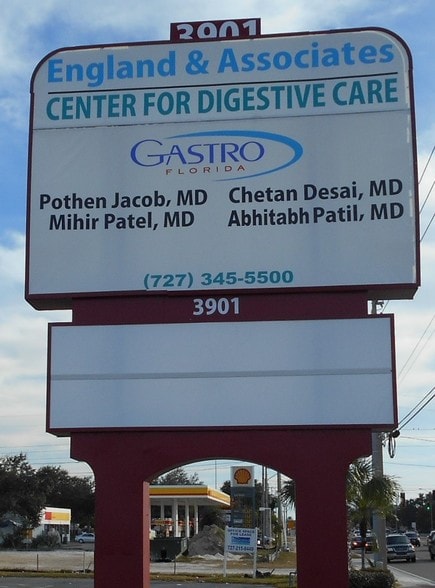 3901
England & Associates
CENTER FOR DIGESTIVE CARE
GASTRO
FLORIDA
Pothen Jacob, MD Chetan Desai, MD
Mihir Patel, MD Abhitabh Patil, MD
(727) 345-5500
3901